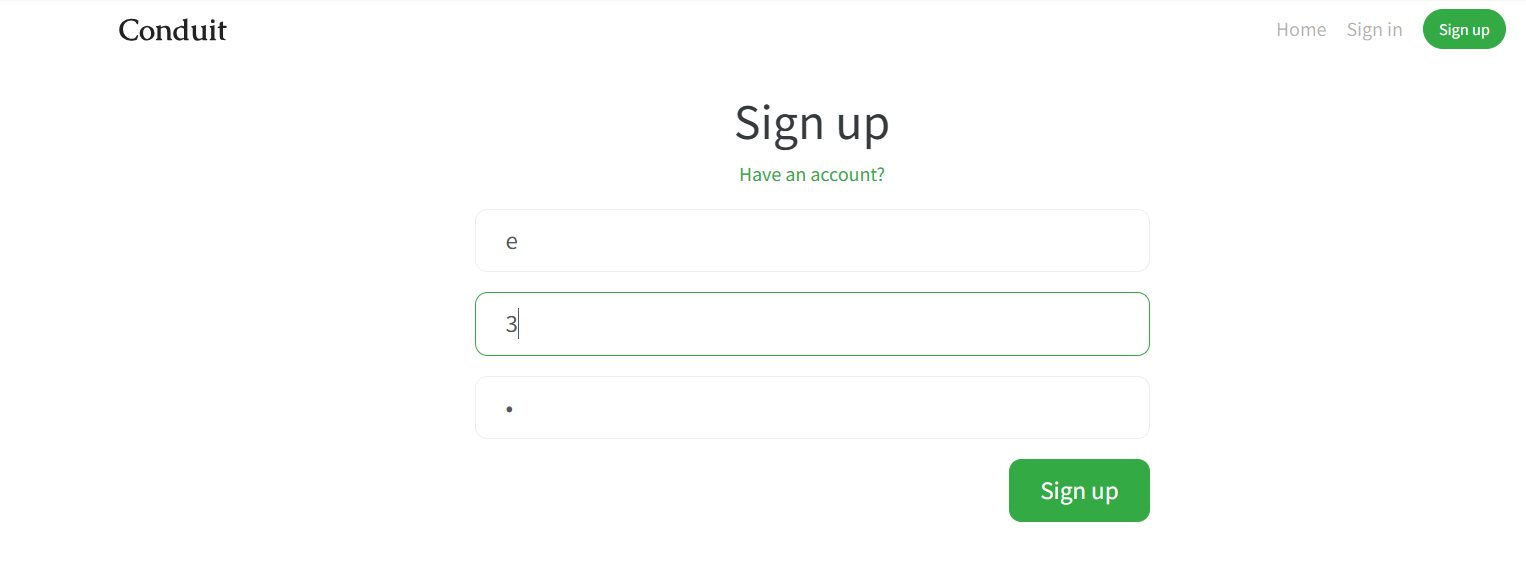 Conduit
Home Sign in Sign up
Sign up
Have an account?
e
3
•
Sign up